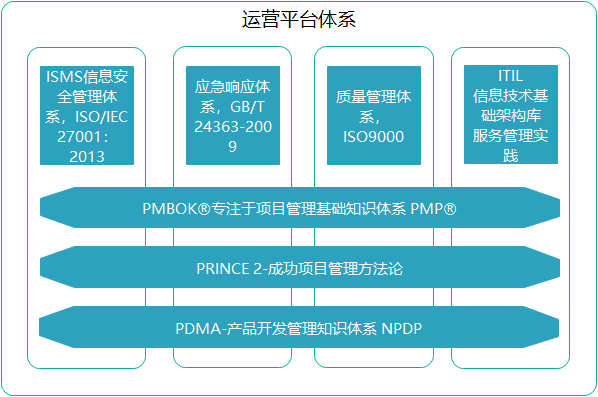 运营平台体系
ISMS信息安
全管理体
系，ISO/IEC
27001：
2013
应急响应体
系，GB/T
24363-200
9
质量管理体
系，
ISO9000
ITIL
信息技术基
础架构库
服务管理实
践
PMBOK®专注于项目管理基础知识体系 PMP®
PRINCE 2-成功项目管理方法论
PDMA-产品开发管理知识体系 NPDP